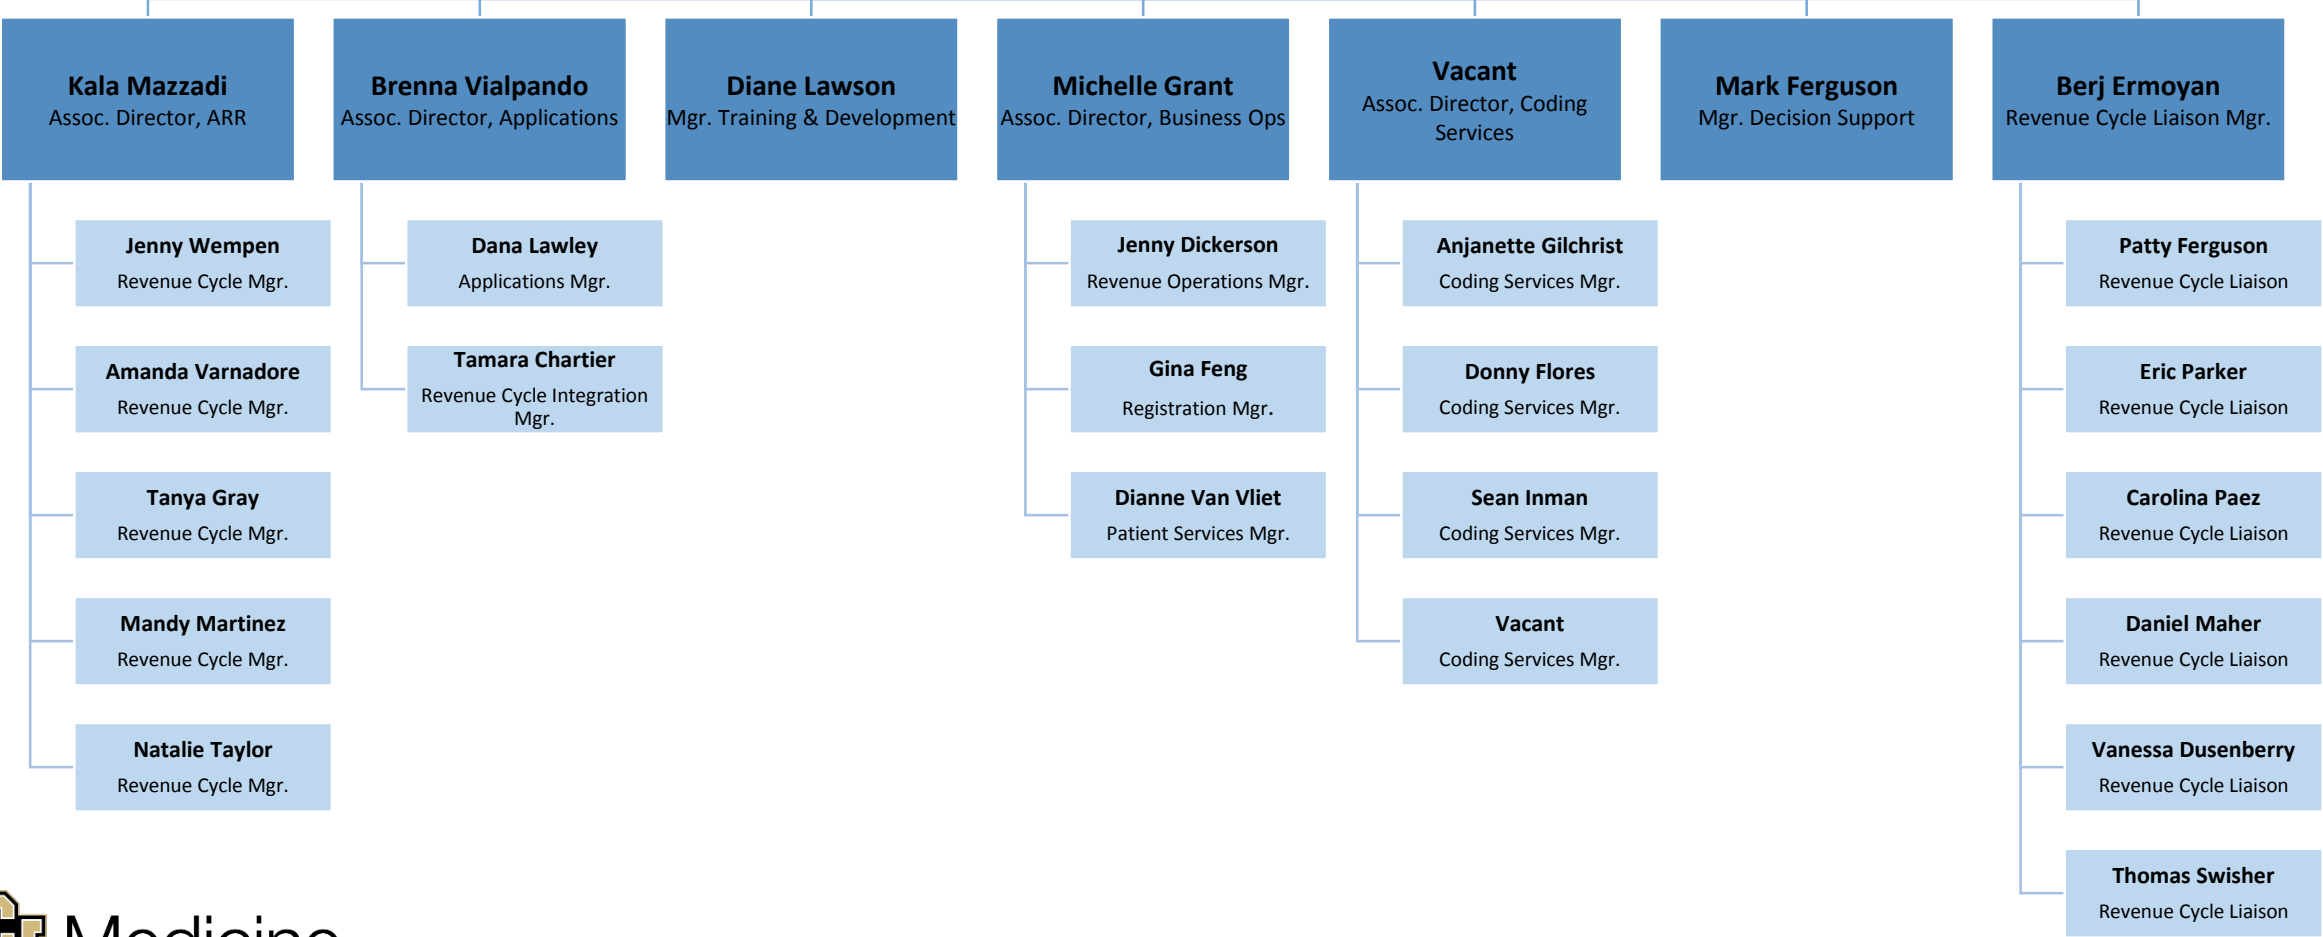 Kala Mazzadi
Assoc. Director, ARR
Jenny Wempen
Revenue Cycle Mgr.
Amanda Varnadore
Revenue Cycle Mgr.
Tanya Gray
Revenue Cycle Mgr.
Mandy Martinez
Revenue Cycle Mgr.
Natalie Taylor
Revenue Cycle Mgr.
Brenna Vialpando
Assoc. Director, Applications
Dana Lawley
Applications Mgr.
Tamara Chartier
Revenue Cycle Integration
Mgr.
Diane Lawson
Mgr. Training & Development
Michelle Grant
Assoc. Director, Business Ops
Jenny Dickerson
Revenue Operations Mgr.
Gina Feng
Registration Mgr.
Dianne Van Vliet
Patient Services Mgr.
Vacant
Assoc. Director, Coding
Services
Anjanette Gilchrist
Coding Services Mgr.
Donny Flores
Coding Services Mgr.
Sean Inman
Coding Services Mgr.
Vacant
Coding Services Mgr.
Mark Ferguson
Mgr. Decision Support
Berj Ermoyan
Revenue Cycle Liaison Mgr.
Patty Ferguson
Revenue Cycle Liaison
Eric Parker
Revenue Cycle Liaison
Carolina Paez
Revenue Cycle Liaison
Daniel Maher
Revenue Cycle Liaison
Vanessa Dusenberry
Revenue Cycle Liaison
Thomas Swisher
Revenue Cycle Liaison
Medicine